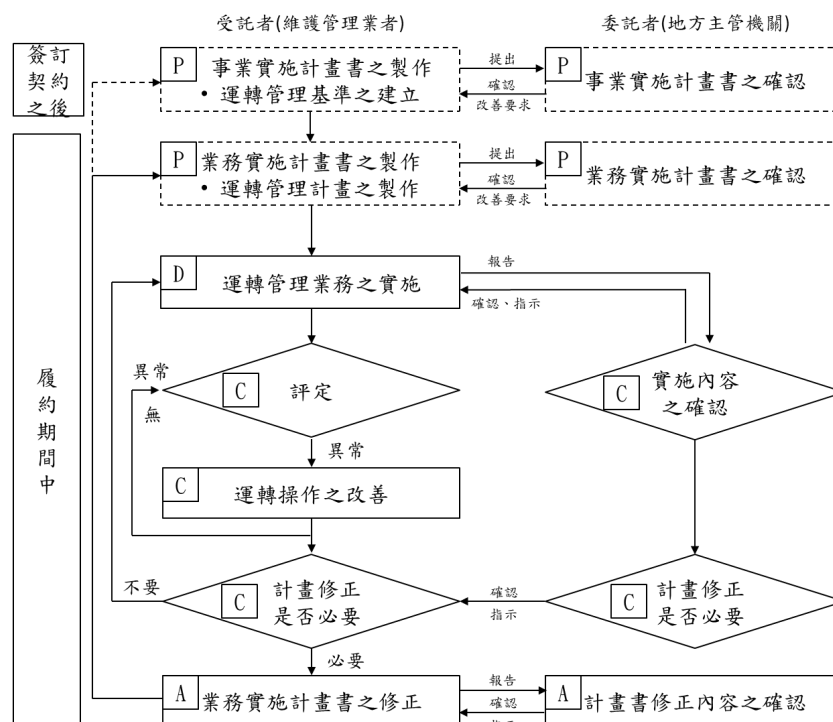 受託者(維護管理業者)
委託者(地方主管機關)
簽訂
契約
之後
P
事業實施計畫書之製作
• 運轉管理基準之建立
提出
確認
改善要求
P
事業實施計畫書之確認
履
約
期
間
中
P
業務實施計畫書之製作
• 運轉管理計畫之製作
提出
確認
改善要求
P
業務實施計畫書之確認
D
運轉管理業務之實施
報告
確認、指示
異常
無
C
評定
C
實施內容
之確認
異常
C
運轉操作之改善
不要
C
計畫修正
是否必要
確認
指示
C
計畫修正
是否必要
必要
A
業務實施計畫書之修正
報告
確認
A
計畫書修正內容之確認